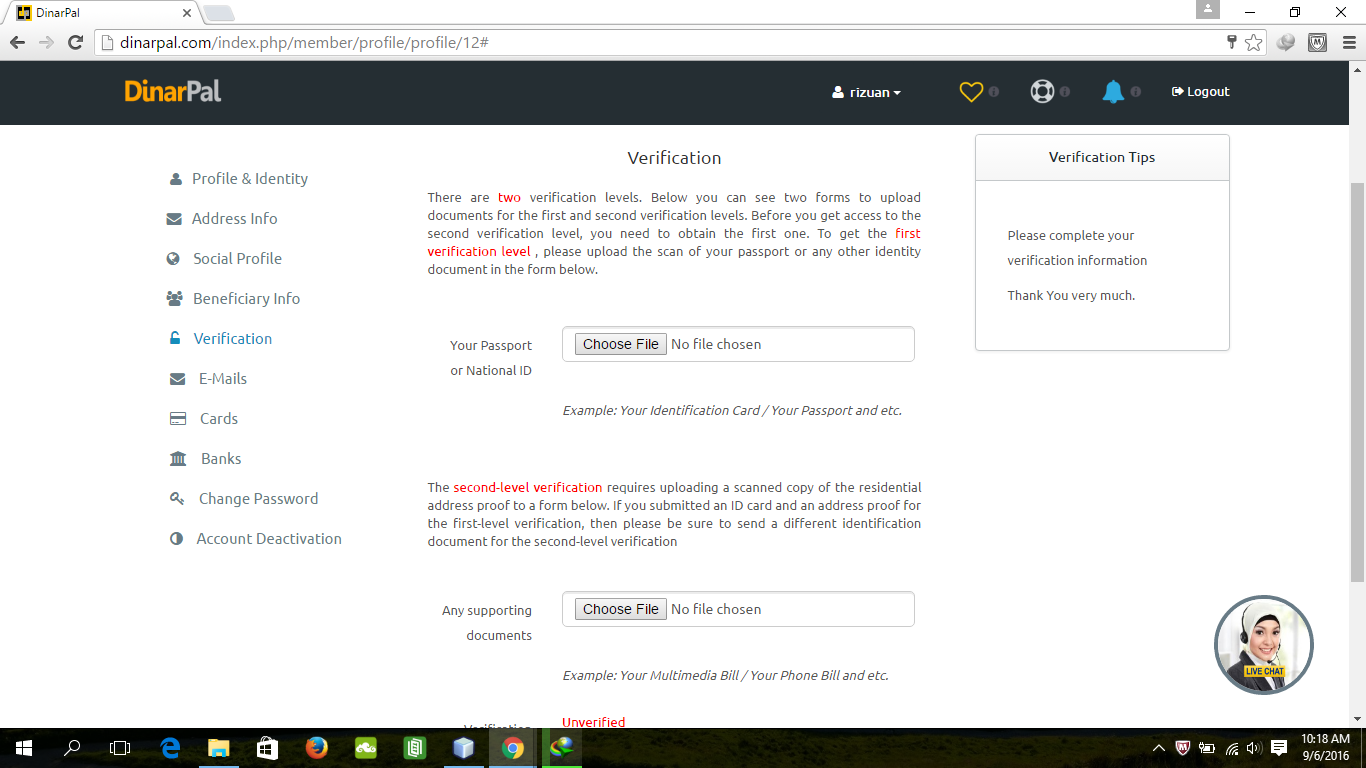 DinarPal
dinarpal.com/index.php/member/profile/profile/12#
DinarPal
rizuan
Logout
Profile & Identity
Address Info
Social Profile
Beneficiary Info
Verification
E-Mails
Cards
Banks
Change Password
Account Deactivation
Verification
There are two verification levels. Below you can see two forms to upload
documents for the first and second verification levels. Before you get access to the
second verification level, you need to obtain the first one. To get the first
verification level , please upload the scan of your passport or any other identity
document in the form below.
Your Passport
or National ID
Choose File No file chosen
Example: Your Identification Card / Your Passport and etc.
The second-level verification requires uploading a scanned copy of the residential
address proof to a form below. If you submitted an ID card and an address proof for
the first-level verification, then please be sure to send a different identification
document for the second-level verification
Any supporting
documents
Choose File No file chosen
Example: Your Multimedia Bill / Your Phone Bill and etc.
Verification
Unverified
Verification Tips
Please complete your
verification information
Thank You very much.
LIVE CHAT
10:18 AM
9/6/2016